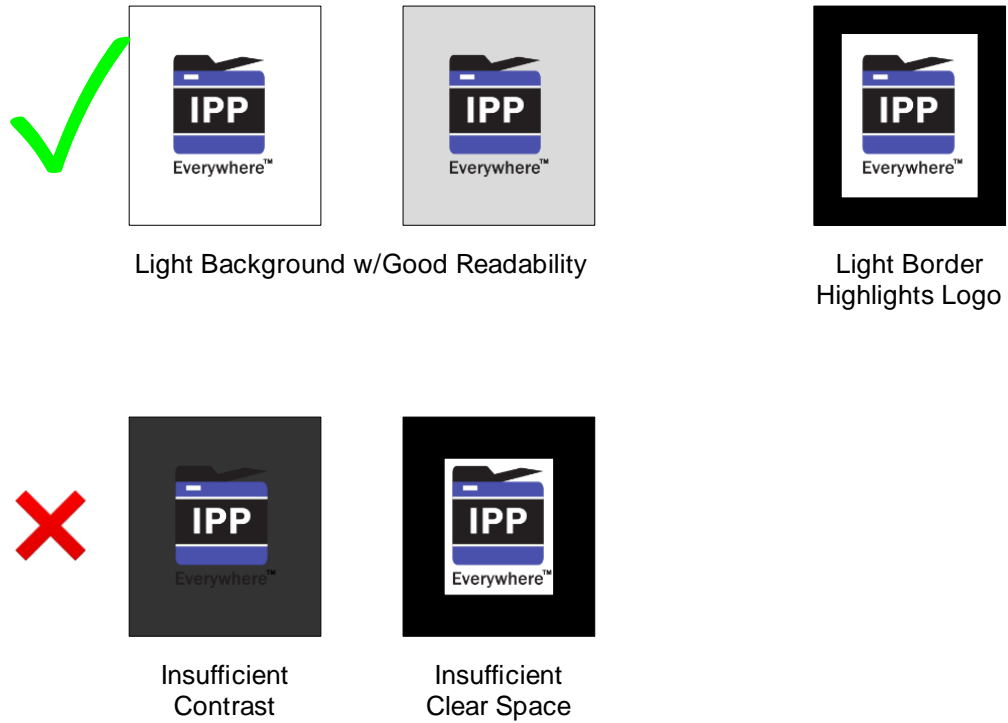 IPP
Everywhere™
IPP
Everywhere™
IPP
Everywhere™
Light Background w/Good Readability
Light Border
Highlights Logo
IPP
Everywhere™
IPP
Everywhere™
Insufficient
Contrast
Insufficient
Clear Space